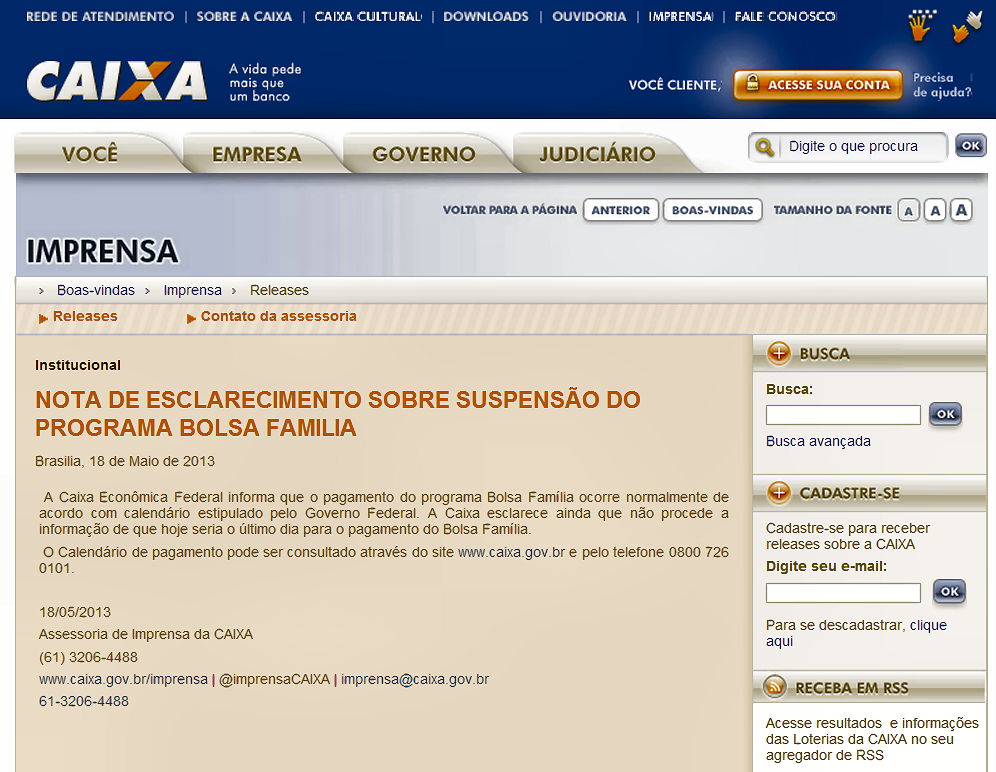 REDE DE ATENDIMENTO | SOBRE A CAIXA | CAIXA CULTURAL | DOWNLOADS | OUVIDORIA | IMPRENSA | FALE CONOSCO
CAIXA
A vida pede
mais que
um banco
VOCÊ CLIENTE,
ACESSE SUA CONTA
Precisa
de ajuda?
VOCÊ
EMPRESA
GOVERNO
JUDICIÁRIO
Digite o que procura
OK
VOLTAR PARA A PÁGINA ANTERIOR BOAS-VINDAS TAMANHO DA FONTE A A A
IMPRENSA
› Boas-vindas › Imprensa › Releases
Releases
Contato da assessoria
Institucional
NOTA DE ESCLARECIMENTO SOBRE SUSPENSÃO DO
PROGRAMA BOLSA FAMILIA
Brasilia, 18 de Maio de 2013
A Caixa Econômica Federal informa que o pagamento do programa Bolsa Família ocorre normalmente de
acordo com calendário estipulado pelo Governo Federal. A Caixa esclarece ainda que não procede a
informação de que hoje seria o último dia para o pagamento do Bolsa Família.
O Calendário de pagamento pode ser consultado através do site www.caixa.gov.br e pelo telefone 0800 726
0101.
18/05/2013
Assessoria de Imprensa da CAIXA
(61) 3206-4488
www.caixa.gov.br/imprensa | @imprensaCAIXA | imprensa@caixa.gov.br
61-3206-4488
BUSCA
Busca:
OK
Busca avançada
CADASTRE-SE
Cadastre-se para receber
releases sobre a CAIXA
Digite seu e-mail:
OK
Para se descadastrar, clique
aqui
RECEBA EM RSS
Acesse resultados e informações
das Loterias da CAIXA no seu
agregador de RSS